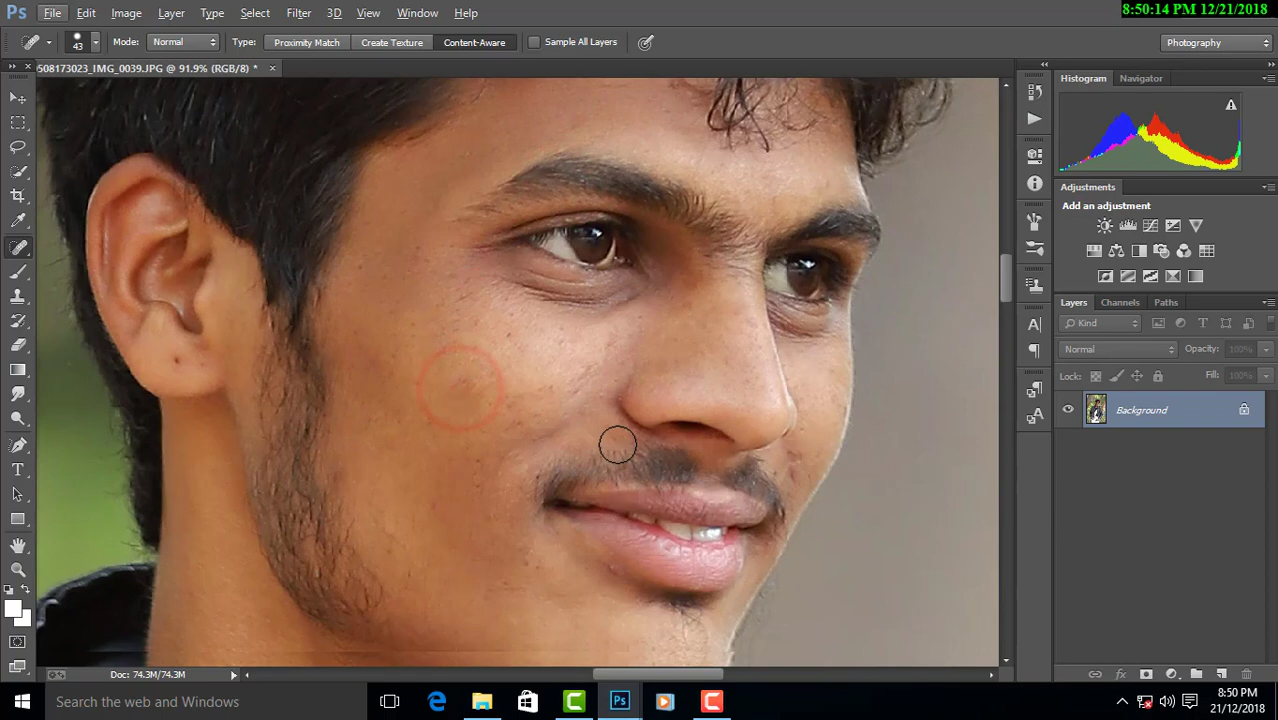 8:50:14 PM 12/21/2018
Ps File Edit Image Layer Type Select Filter 3D View Window Help
43 Mode: Normal Type: Proximity Match Create Texture Content-Aware Sample All Layers Photography
508173023_IMG_0039.JPG @ 91.9% (RGB/8) *
Histogram Navigator
Adjustments
Add an adjustment
Layers Channels Paths
Kind
Normal Opacity: 100%
Lock: Fill: 100%
Background
Doc: 74.3M/74.3M
Search the web and Windows
8:50 PM
21/12/2018